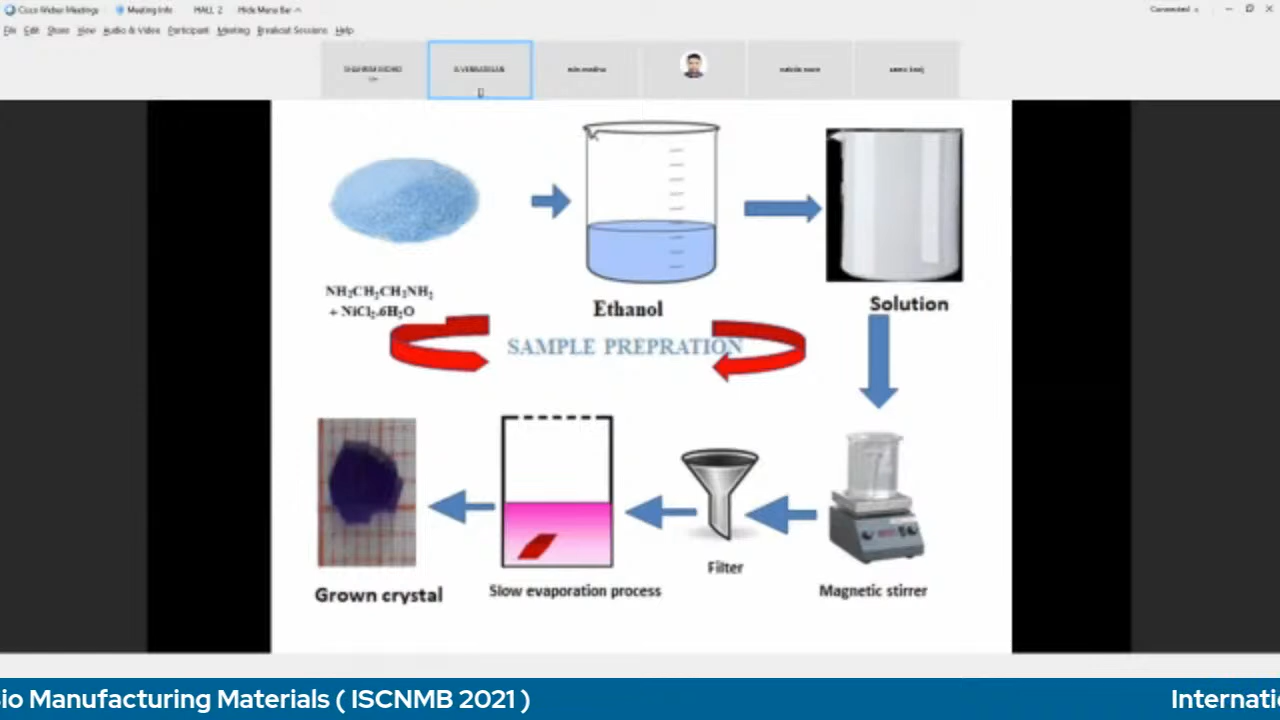 Cisco Webex Meetings Meeting Info HALL 2 Hide Menu Bar Connected
File Edit Share View Audio & Video Participant Meeting Breakout Sessions Help
NH₂CH₂CH₂NH₂
+ NiCl₂.6H₂O
Ethanol
Solution
SAMPLE PREPRATION
Grown crystal
Slow evaporation process
Filter
Magnetic stirrer
io Manufacturing Materials ( ISCNMB 2021 )
Internatio